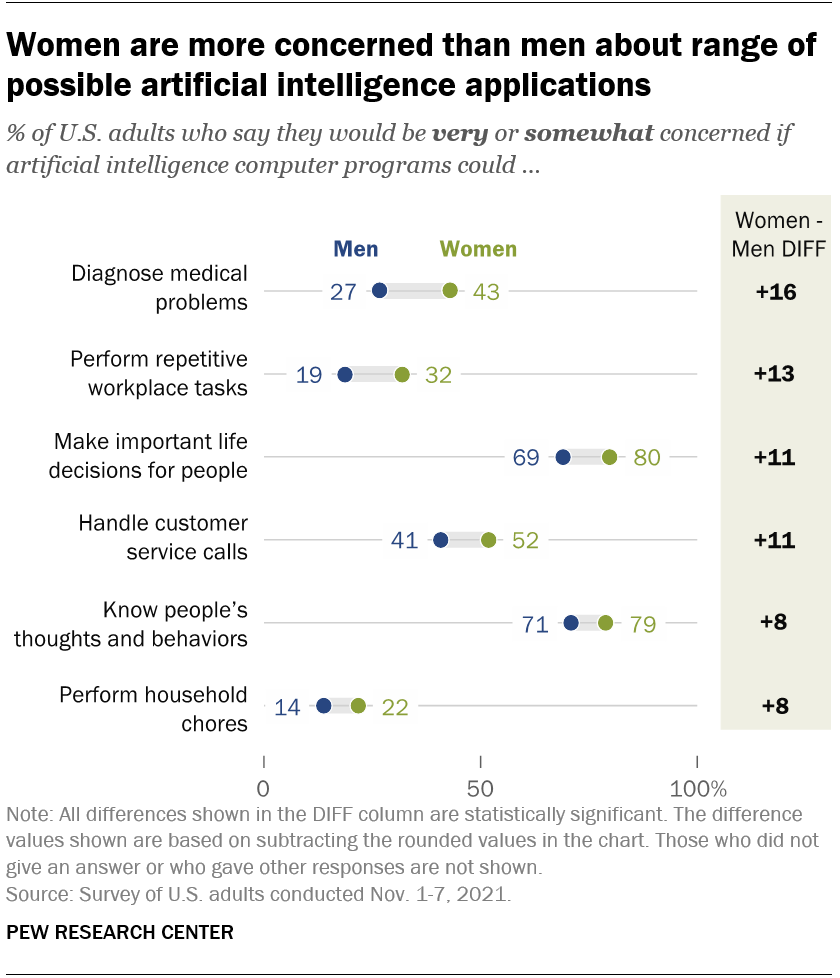 Women are more concerned than men about range of
possible artificial intelligence applications
% of U.S. adults who say they would be very or somewhat concerned if
artificial intelligence computer programs could ...
Women -
Men DIFF
Men Women
Diagnose medical
problems
27 43 +16
Perform repetitive
workplace tasks
19 32 +13
Make important life
decisions for people
69 80 +11
Handle customer
service calls
41 52 +11
Know people’s
thoughts and behaviors
71 79 +8
Perform household
chores
14 22 +8
0 50 100%
Note: All differences shown in the DIFF column are statistically significant. The difference
values shown are based on subtracting the rounded values in the chart. Those who did not
give an answer or who gave other responses are not shown.
Source: Survey of U.S. adults conducted Nov. 1-7, 2021.
PEW RESEARCH CENTER